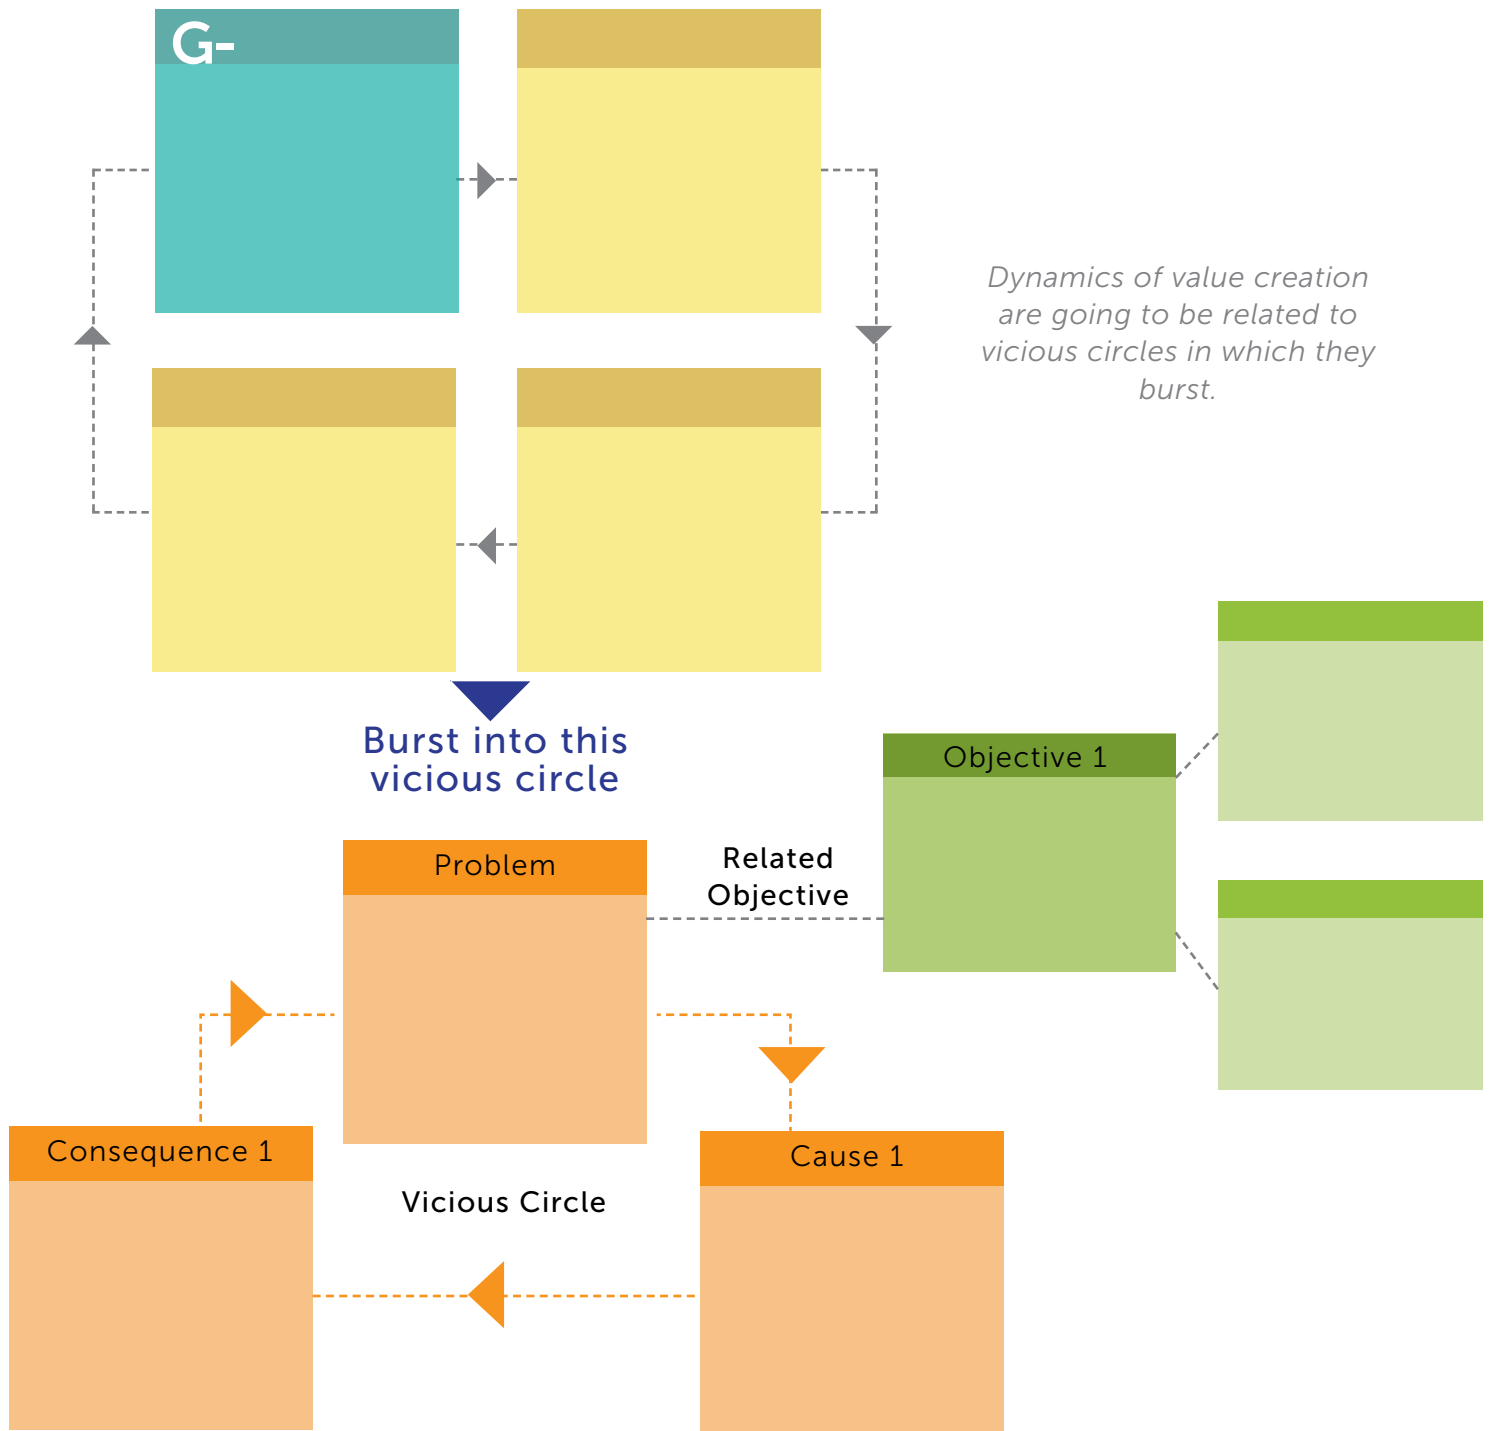 G-
Dynamics of value creation
are going to be related to
vicious circles in which they
burst.
Burst into this
vicious circle
Objective 1
Related
Objective
Problem
Consequence 1
Cause 1
Vicious Circle